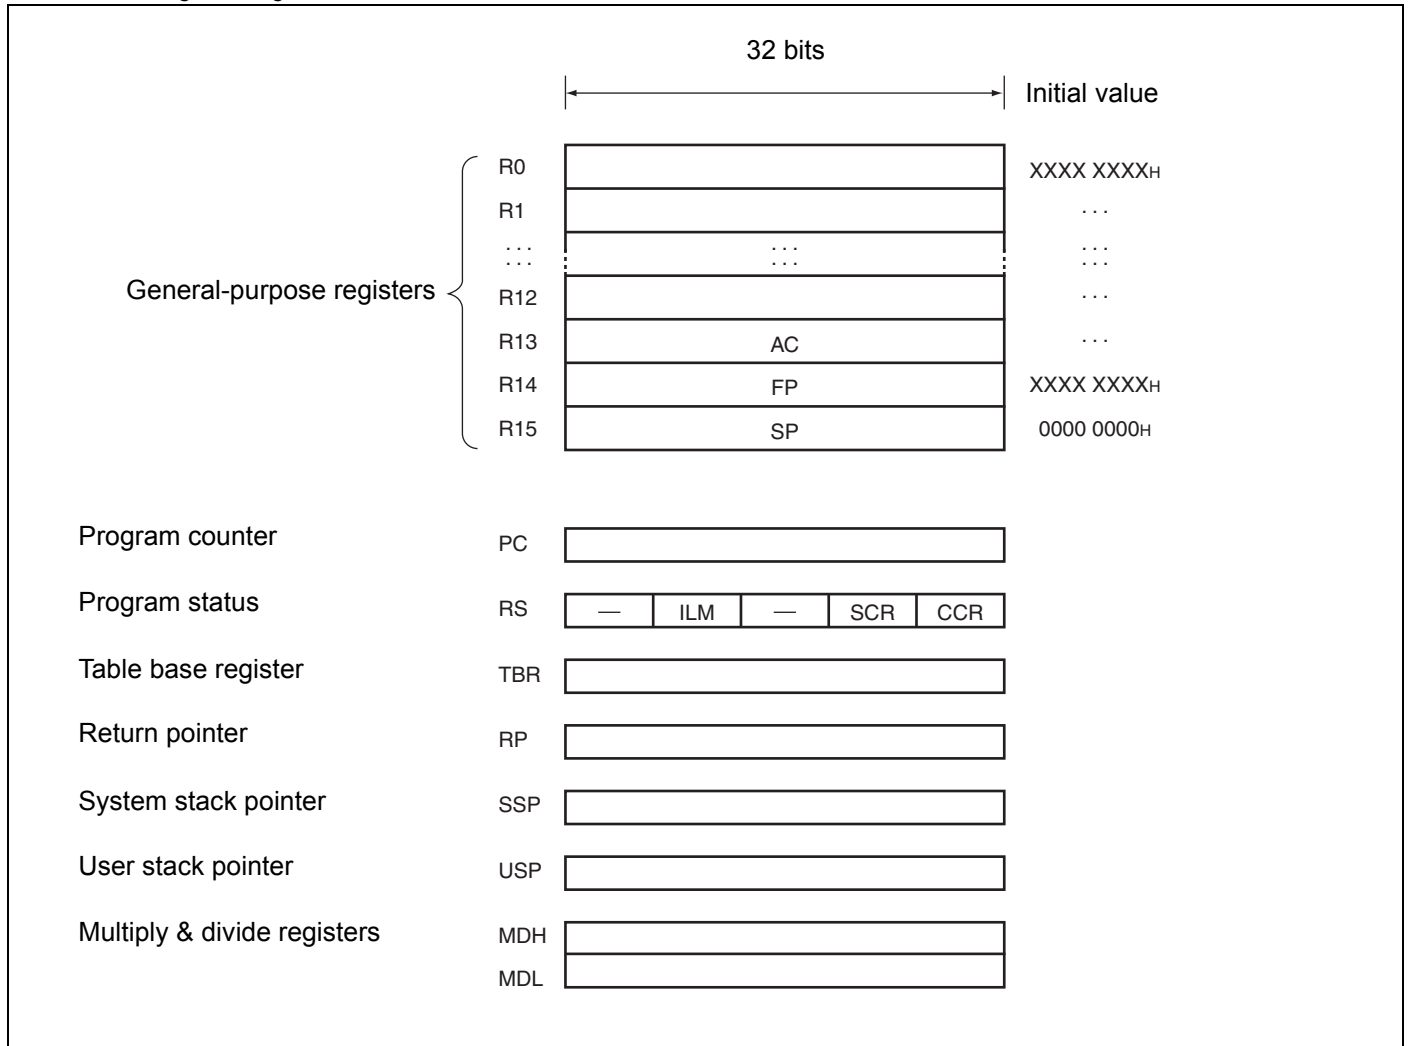 32 bits
Initial value
R0 XXXX XXXXH
R1 ...
... ... ...
... ... ...
General-purpose registers
R12 ...
R13 AC ...
R14 FP XXXX XXXXH
R15 SP 0000 0000H
Program counter PC
Program status RS — ILM — SCR CCR
Table base register TBR
Return pointer RP
System stack pointer SSP
User stack pointer USP
Multiply & divide registers MDH
MDL